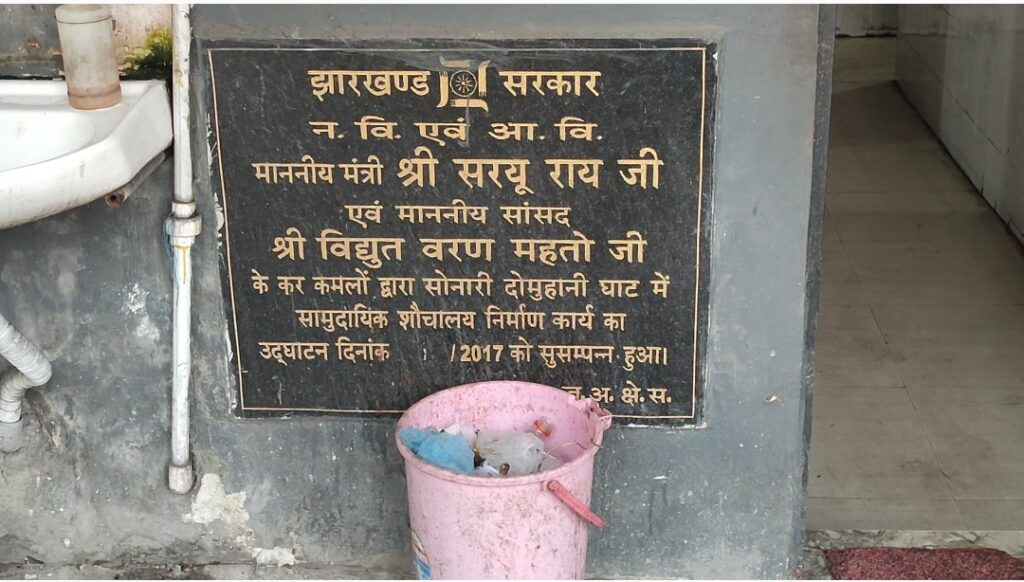 झारखण्ड सरकार
न. वि. एवं आ. वि.
माननीय मंत्री श्री सरयू राय जी
एवं माननीय सांसद
श्री विद्युत वरण महतो जी
के कर कमलों द्वारा सोनारी दोमुहानी घाट में
सामुदायिक शौचालय निर्माण कार्य का
उद्घाटन दिनांक /2017 को सुसम्पन्न हुआ।
अ. क्षे. स.